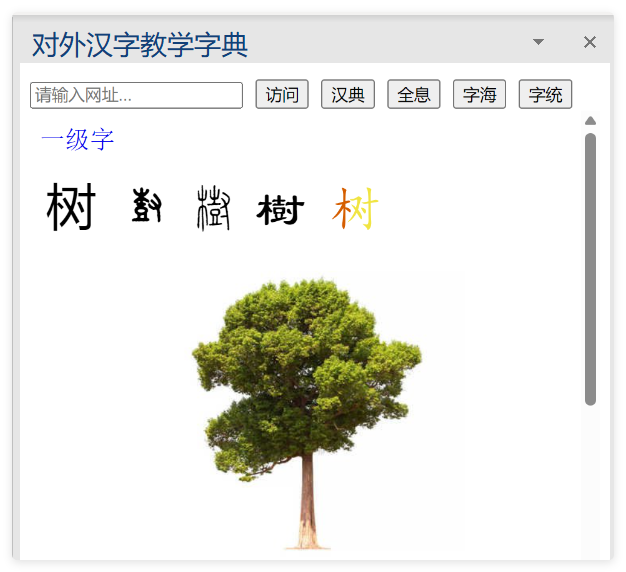 对外汉字教学字典
请输入网址... 访问 汉典 全息 字海 字统
一级字
树 尌 樹 樹 树